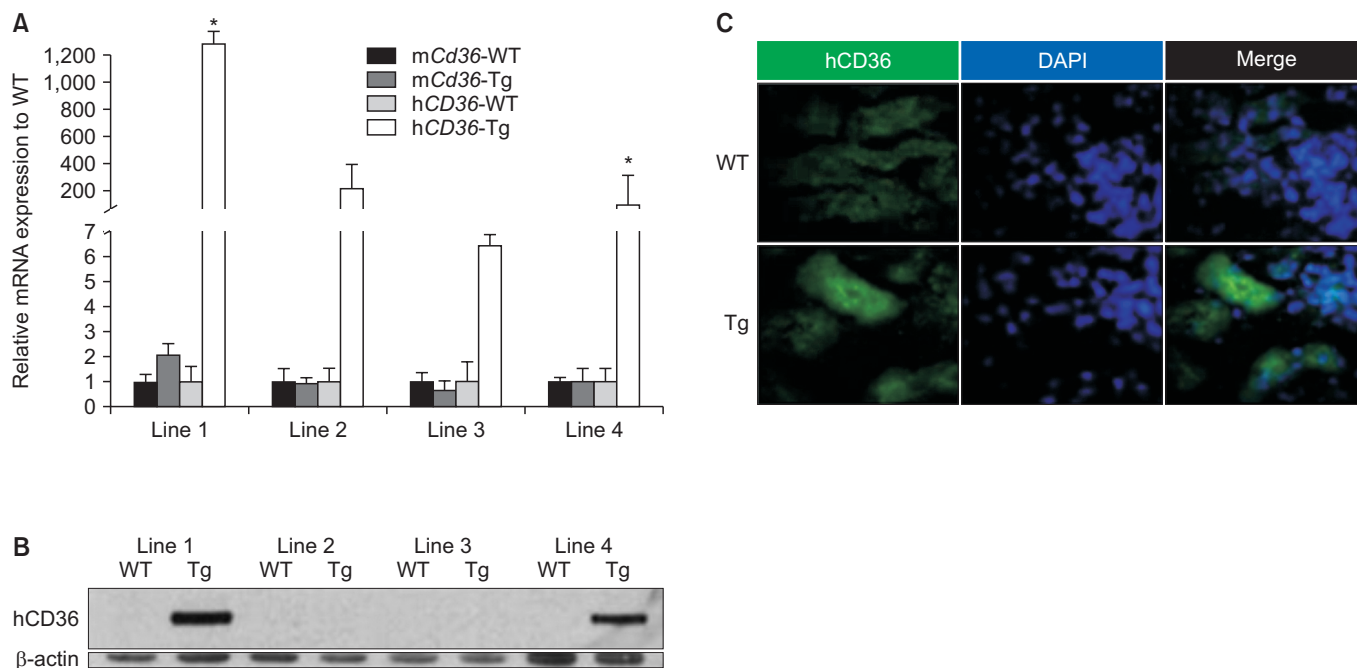 A
Relative mRNA expression to WT
1,200
1,000
800
600
400
200
7
6
5
4
3
2
1
0
*
*
mCd36-WT
mCd36-Tg
hCD36-WT
hCD36-Tg
Line 1 Line 2 Line 3 Line 4
B
Line 1 Line 2 Line 3 Line 4
WT Tg WT Tg WT Tg WT Tg
hCD36
β-actin
C
hCD36 DAPI Merge
WT
Tg